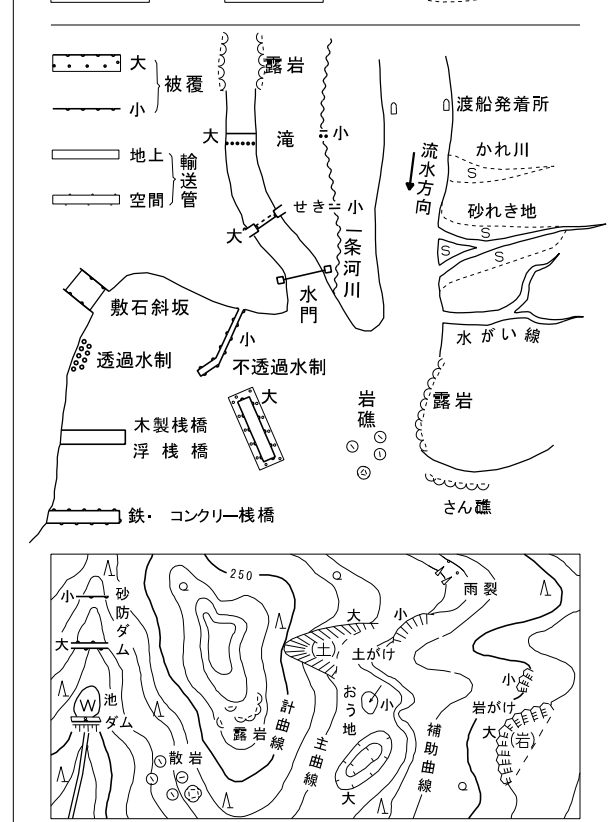 大
小
被覆
地上
空間
輸送管
露岩
大
滝
小
せき
小
大
一条河川
水門
渡船発着所
流水方向
かれ川
S
砂れき地
S
S
S
水がい線
敷石斜坂
透過水制
小
不透過水制
大
木製桟橋
浮桟橋
鉄・コンクリー桟橋
岩礁
露岩
さん礁
小
砂防ダム
大
池
W
ダム
250
露岩
散岩
計曲線
大
小
(土)
土がけ
主曲線
おう地
小
大
補助曲線
雨裂
小
岩がけ
大
(岩)